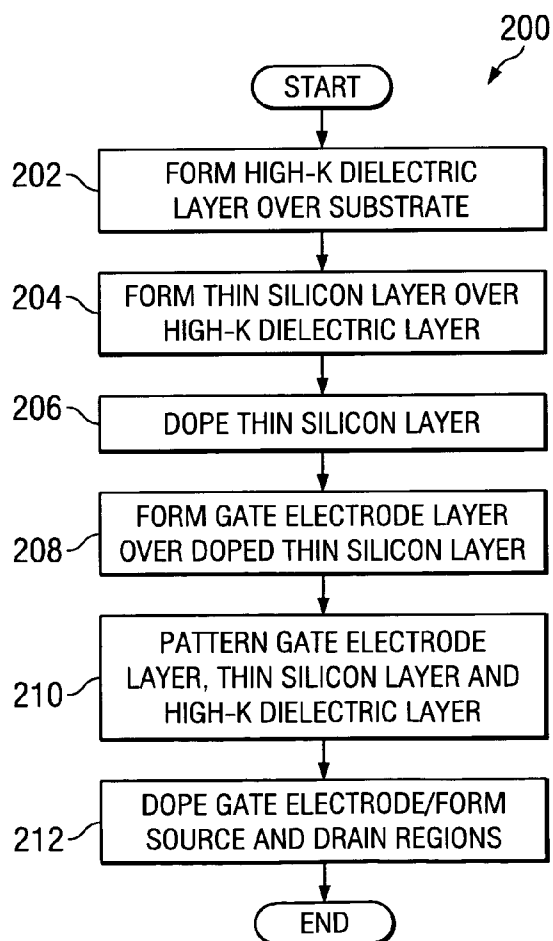 200
START
202
FORM HIGH-K DIELECTRIC
LAYER OVER SUBSTRATE
204
FORM THIN SILICON LAYER OVER
HIGH-K DIELECTRIC LAYER
206
DOPE THIN SILICON LAYER
208
FORM GATE ELECTRODE LAYER
OVER DOPED THIN SILICON LAYER
210
PATTERN GATE ELECTRODE
LAYER, THIN SILICON LAYER AND
HIGH-K DIELECTRIC LAYER
212
DOPE GATE ELECTRODE/FORM
SOURCE AND DRAIN REGIONS
END